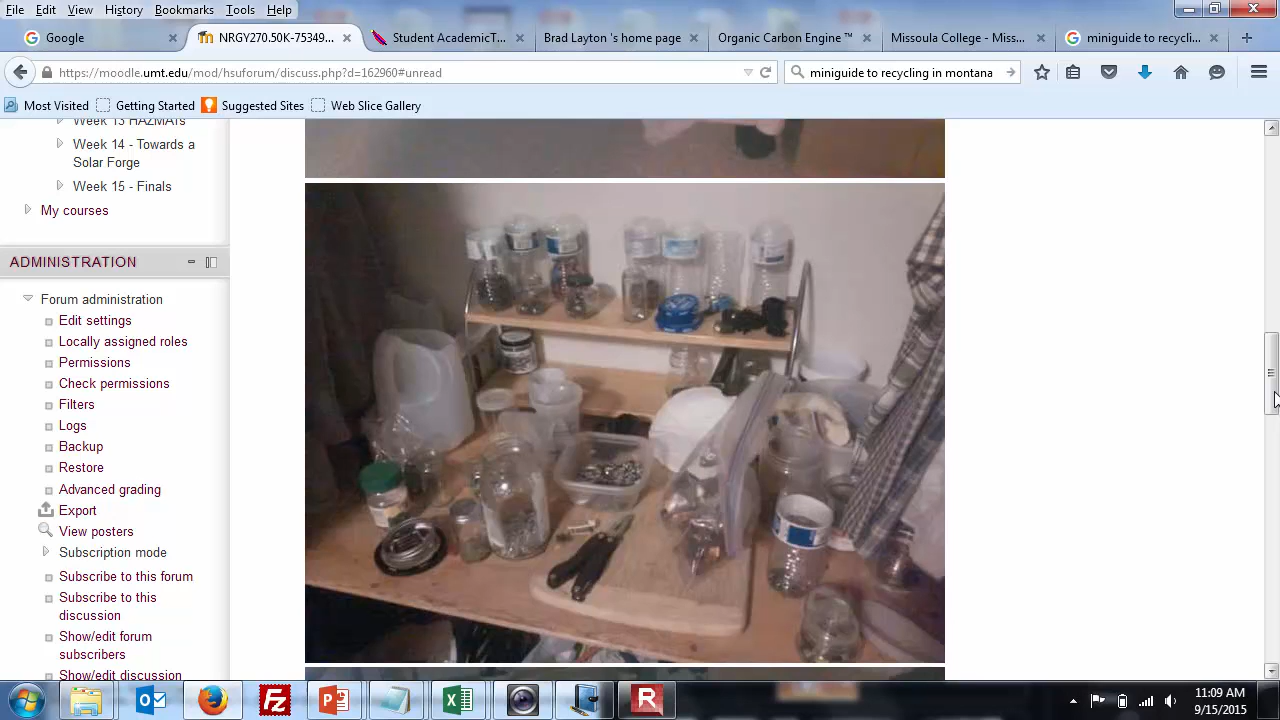 File Edit View History Bookmarks Tools Help
Google
NRGY270.50K-75349...
Student AcademicT...
Brad Layton 's home page
Organic Carbon Engine ™
Missoula College - Miss...
miniguide to recycli...
https://moodle.umt.edu/mod/hsuforum/discuss.php?d=162960#unread
miniguide to recycling in montana
Most Visited Getting Started Suggested Sites Web Slice Gallery
Week 13 HAZMATs
Week 14 - Towards a
Solar Forge
Week 15 - Finals
My courses
ADMINISTRATION
Forum administration
Edit settings
Locally assigned roles
Permissions
Check permissions
Filters
Logs
Backup
Restore
Advanced grading
Export
View posters
Subscription mode
Subscribe to this forum
Subscribe to this
discussion
Show/edit forum
subscribers
Show/edit discussion
11:09 AM
9/15/2015